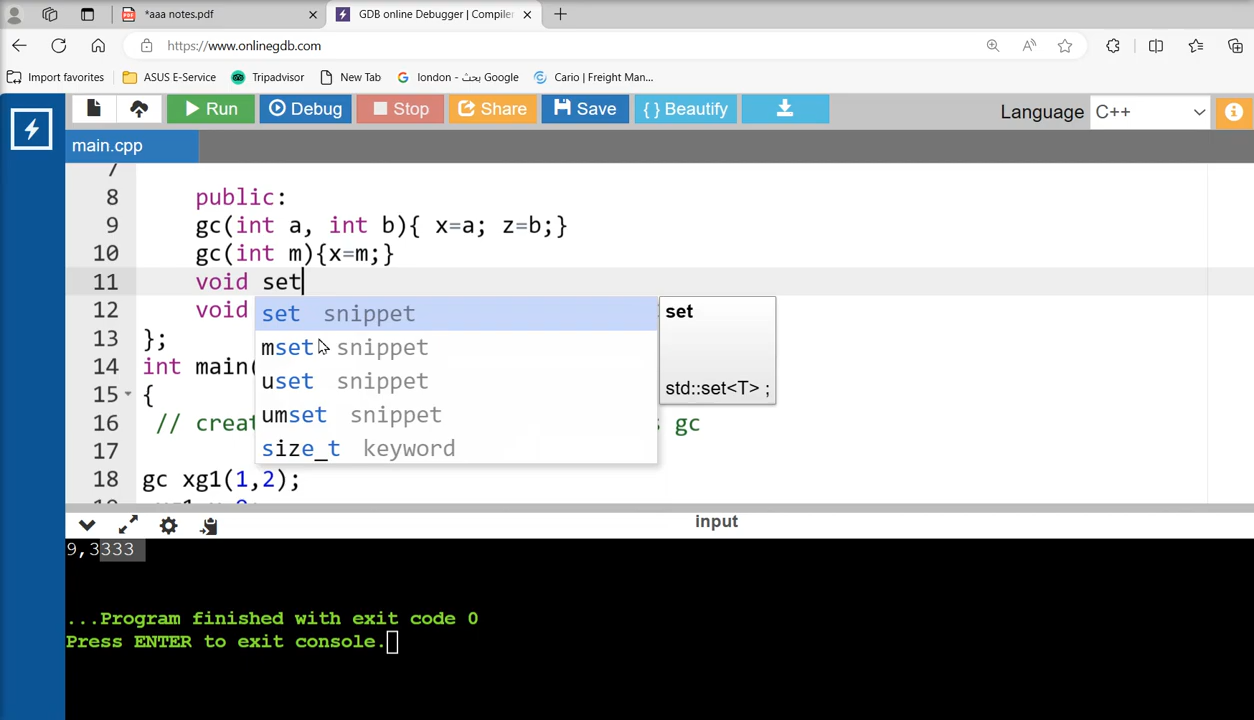 *aaa notes.pdf
GDB online Debugger | Compiler
https://www.onlinegdb.com
Import favorites
ASUS E-Service
Tripadvisor
New Tab
london - بحث Google
Cario | Freight Man...
Run
Debug
Stop
Share
Save
{ } Beautify
Language
C++
main.cpp
7
8 public:
9 gc(int a, int b){ x=a; z=b;}
10 gc(int m){x=m;}
11 void set
12 void
13 };
14 int main(
15 {
16 // creat s gc
17
18 gc xg1(1,2);
set snippet
mset snippet
uset snippet
umset snippet
size_t keyword
set
std::set<T> ;
input
9,3333
...Program finished with exit code 0
Press ENTER to exit console.